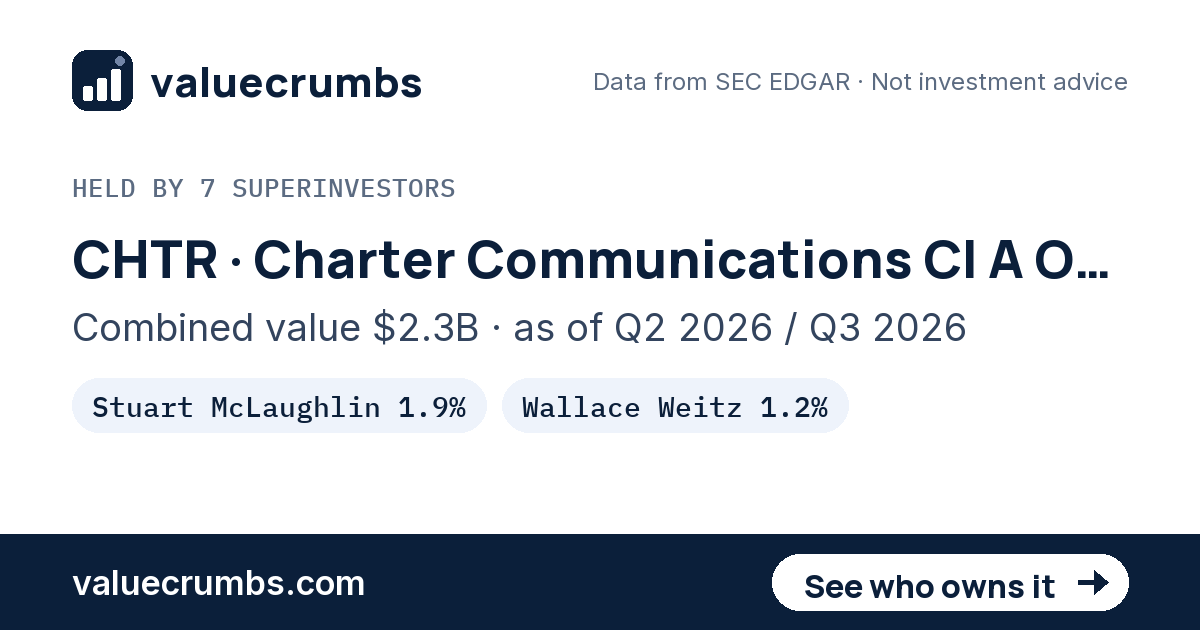 valuecrumbs
Data from SEC EDGAR · Not investment advice
HELD BY 7 SUPERINVESTORS
CHTR · Charter Communications Cl A O…
Combined value $2.3B · as of Q2 2026 / Q3 2026
Stuart McLaughlin 1.9%
Wallace Weitz 1.2%
valuecrumbs.com
See who owns it →